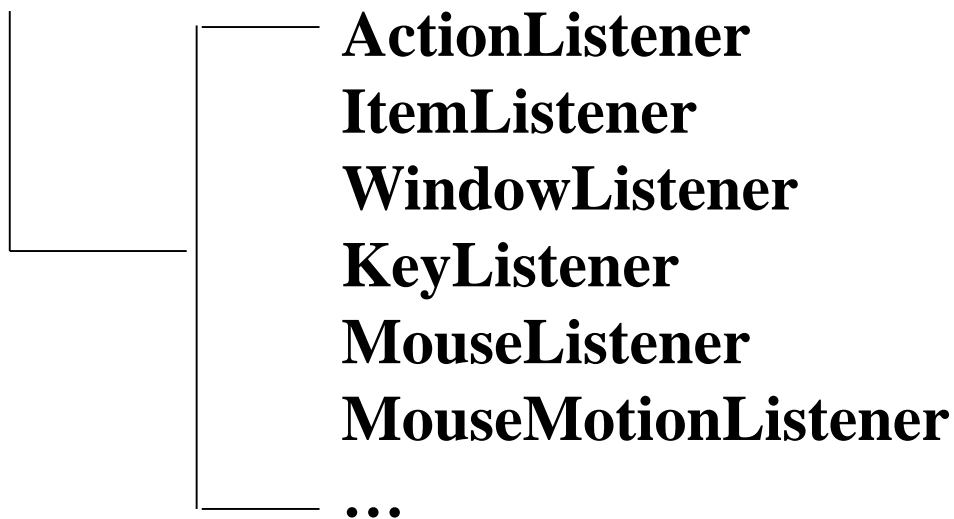 ActionListener
ItemListener
WindowListener
KeyListener
MouseListener
MouseMotionListener
…